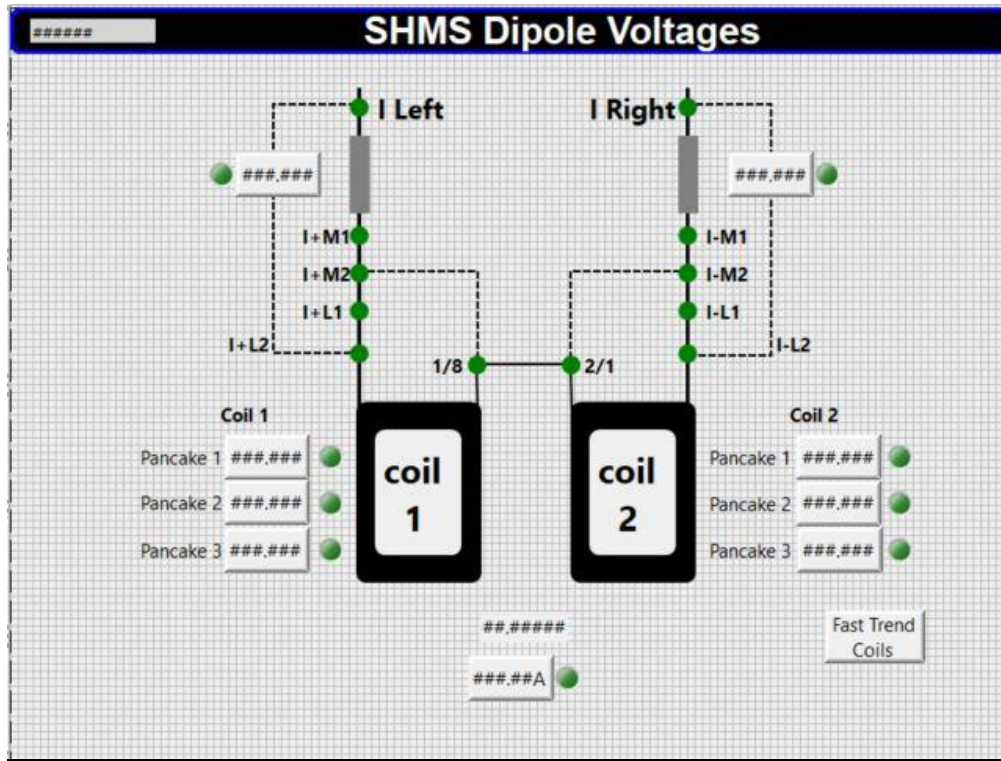 ######
SHMS Dipole Voltages
I Left
I Right
###.###
###.###
I+M1
I-M1
I+M2
I-M2
I+L1
I-L1
I+L2
I-L2
1/8
2/1
Coil 1
Coil 2
Pancake 1 ###.###
Pancake 2 ###.###
Pancake 3 ###.###
coil
1
coil
2
Pancake 1 ###.###
Pancake 2 ###.###
Pancake 3 ###.###
##.#####
###.##A
Fast Trend
Coils